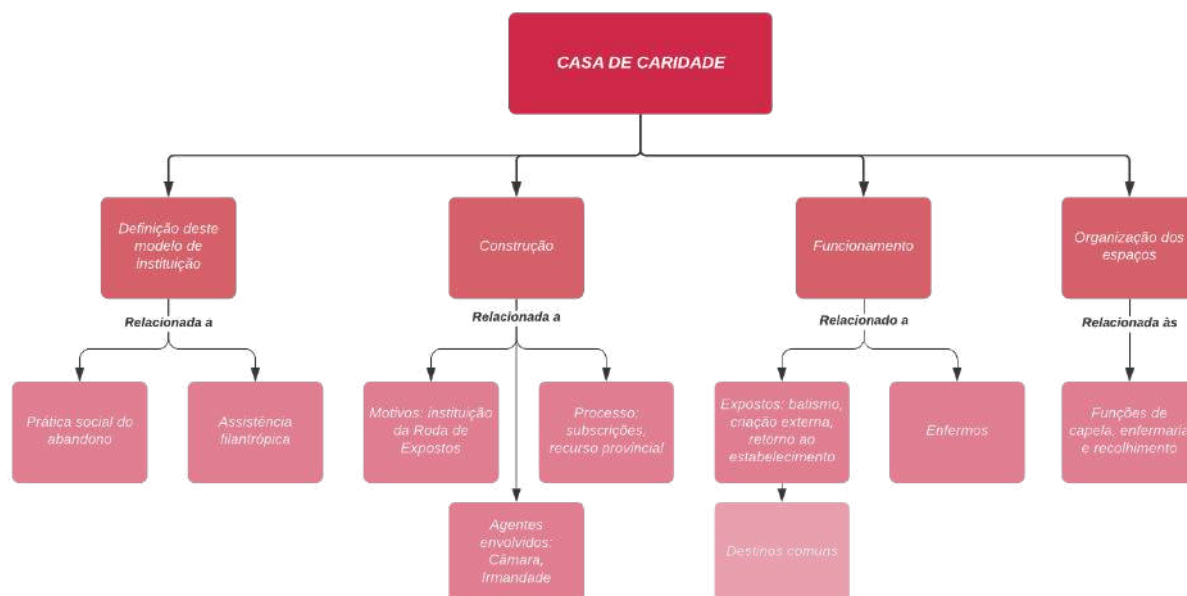 CASA DE CARIDADE
Definição deste
modelo de
instituição
Construção
Funcionamento
Organização dos
espaços
Relacionada a
Relacionada a
Relacionado a
Relacionada às
Prática social do
abandono
Assistência
filantrópica
Motivos: instituição
da Roda de
Expostos
Processo:
subscrições,
recurso provincial
Expostos: batismo,
criação externa,
retorno ao
estabelecimento
Enfermos
Funções de
capela, enfermaria
e recolhimento
Agentes
envolvidos:
Câmara,
Irmandade
Destinos comuns